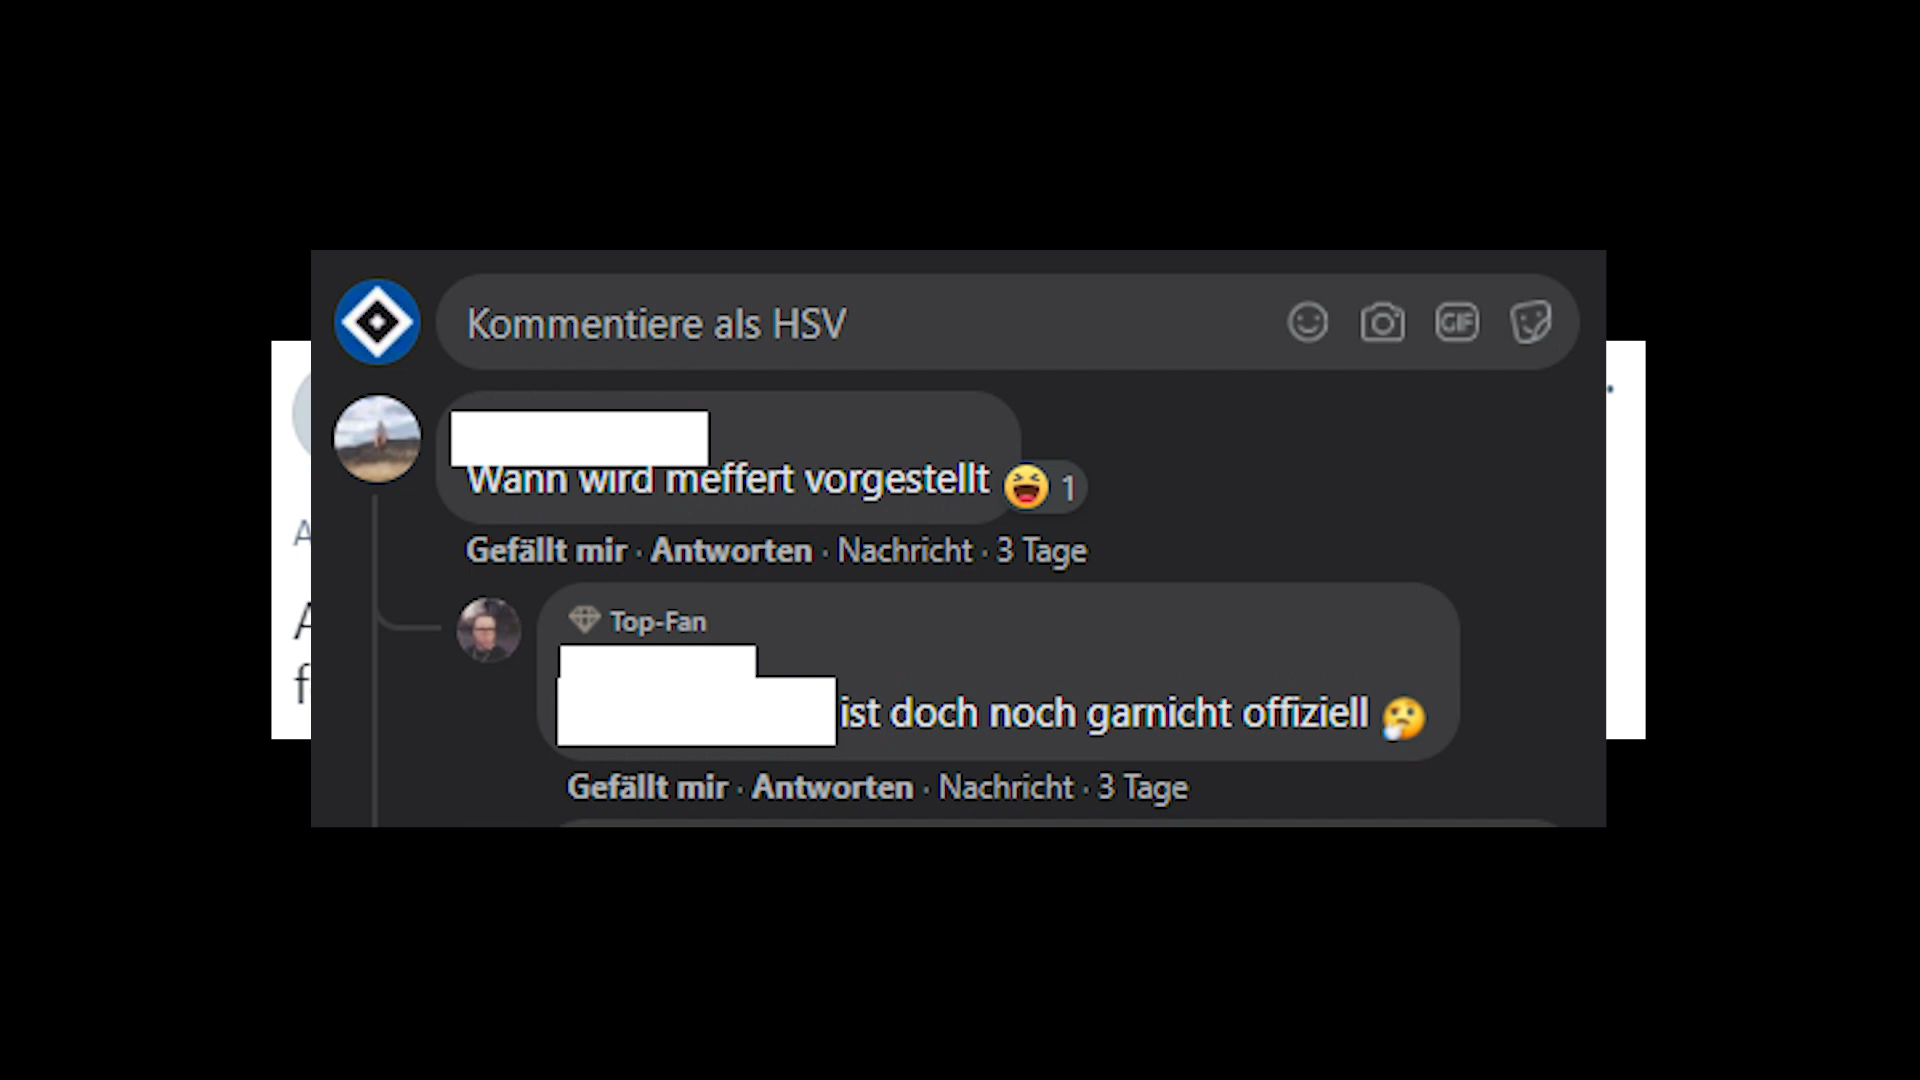 Kommentiere als HSV
GIF
Wann wird meffert vorgestellt 😆 1
Gefällt mir · Antworten · Nachricht · 3 Tage
Top-Fan
ist doch noch garnicht offiziell 🤔
Gefällt mir · Antworten · Nachricht · 3 Tage
A
A
f